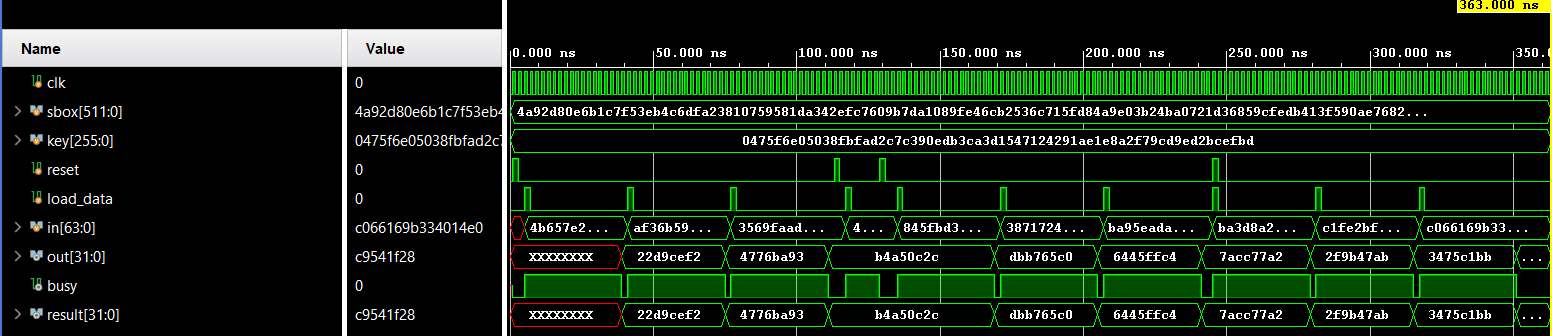 363.000 ns
Name Value
0.000 ns 50.000 ns 100.000 ns 150.000 ns 200.000 ns 250.000 ns 300.000 ns 350.0
clk 0
sbox[511:0] 4a92d80e6b1c7f53eb4 4a92d80e6b1c7f53eb4c6dfa23810759581da342efc7609b7da1089fe46cb2536c715fd84a9e03b24ba0721d36859cfedb413f590ae7682...
key[255:0] 0475f6e05038fbfad2c7 0475f6e05038fbfad2c7c390edb3ca3d1547124291ae1e8a2f79cd9ed2bcefbd
reset 0
load_data 0
in[63:0] c066169b334014e0 4b657e2... af36b59... 3569faad... 4... 845fbd3... 3871724... ba95eada... ba3d8a2... c1fe2bf... c066169b33...
out[31:0] c9541f28 XXXXXXXX 22d9cef2 4776ba93 b4a50c2c dbb765c0 6445ffc4 7acc77a2 2f9b47ab 3475c1bb ...
busy 0
result[31:0] c9541f28 XXXXXXXX 22d9cef2 4776ba93 b4a50c2c dbb765c0 6445ffc4 7acc77a2 2f9b47ab 3475c1bb ...